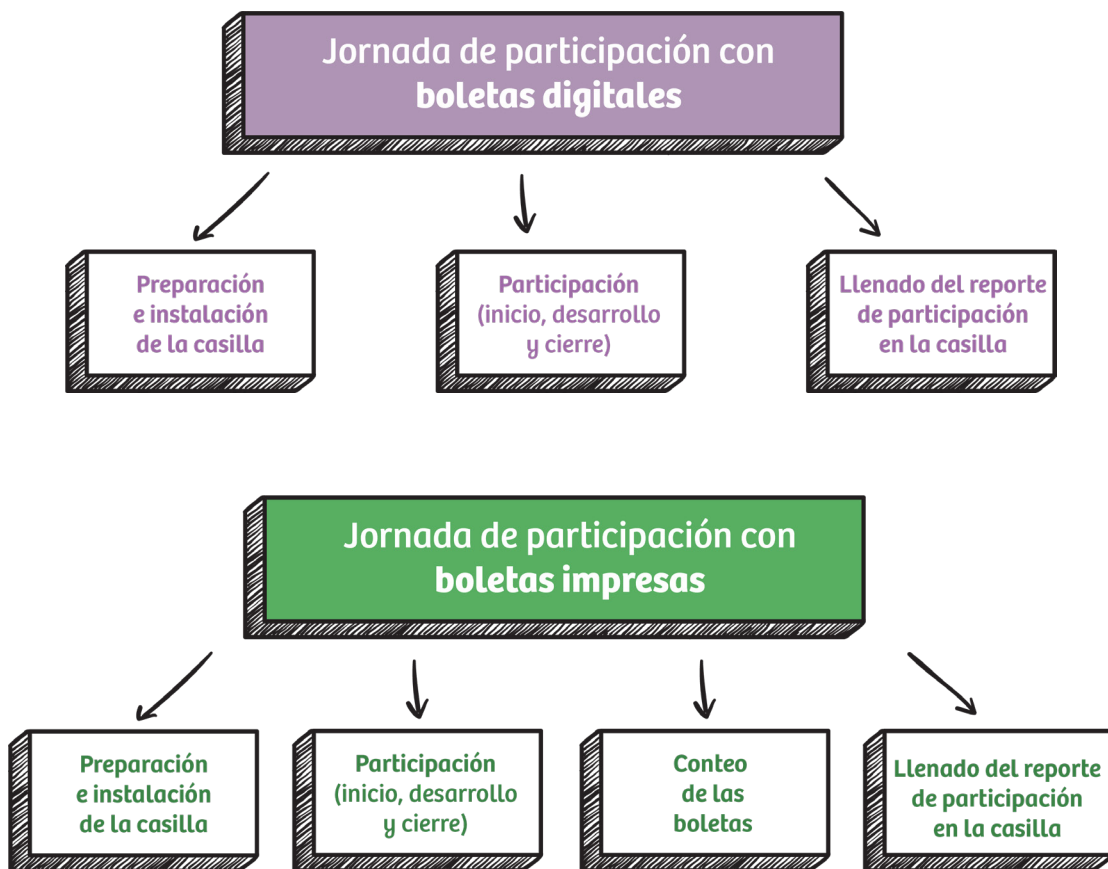 Jornada de participación con
boletas digitales
Preparación
e instalación
de la casilla
Participación
(inicio, desarrollo
y cierre)
Llenado del reporte
de participación
en la casilla
Jornada de participación con
boletas impresas
Preparación
e instalación
de la casilla
Participación
(inicio, desarrollo
y cierre)
Conteo
de las
boletas
Llenado del reporte
de participación
en la casilla